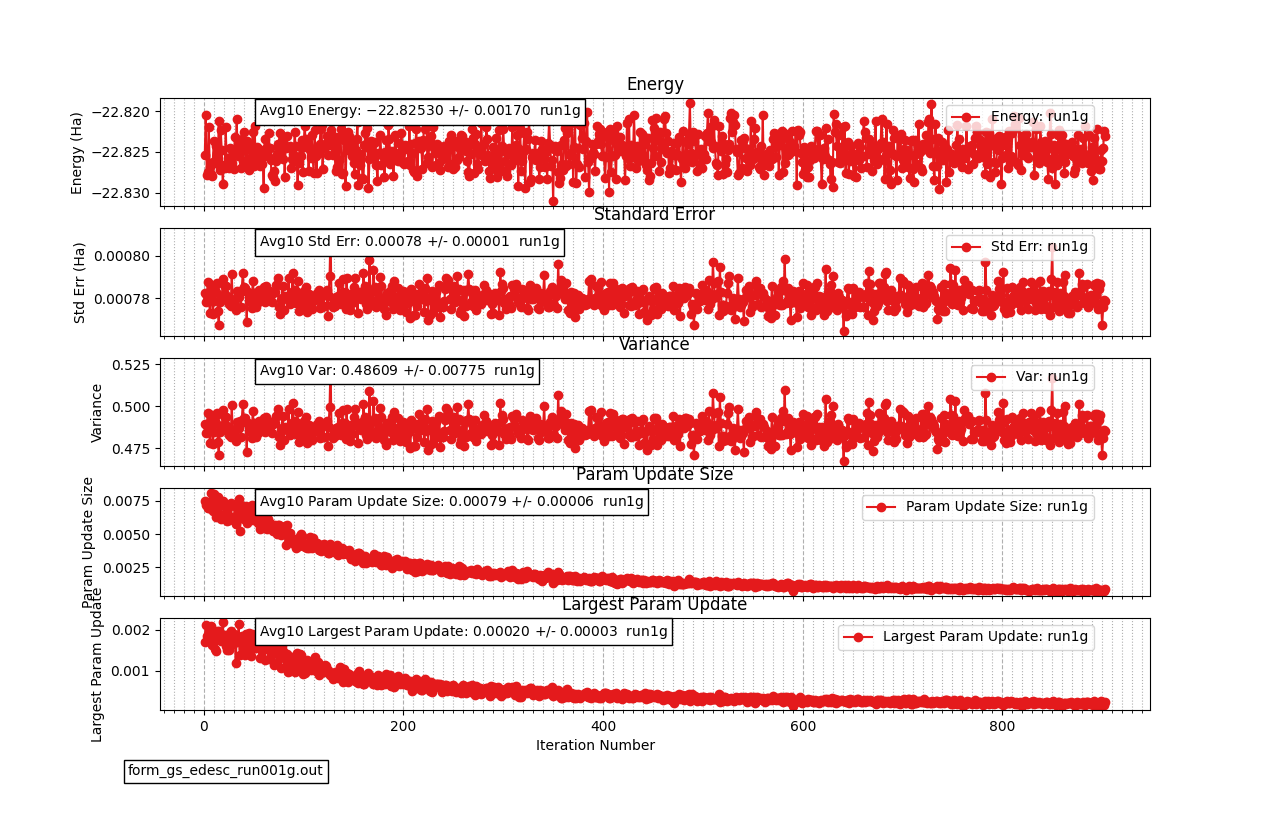 Energy
Avg10 Energy: −22.82530 +/- 0.00170  run1g
Energy: run1g
Energy (Ha)
−22.820
−22.825
−22.830
Standard Error
Avg10 Std Err: 0.00078 +/- 0.00001  run1g
Std Err: run1g
Std Err (Ha)
0.00080
0.00078
Variance
Avg10 Var: 0.48609 +/- 0.00775  run1g
Var: run1g
Variance
0.525
0.500
0.475
Param Update Size
Avg10 Param Update Size: 0.00079 +/- 0.00006  run1g
Param Update Size: run1g
Param Update Size
0.0075
0.0050
0.0025
Largest Param Update
Avg10 Largest Param Update: 0.00020 +/- 0.00003  run1g
Largest Param Update: run1g
Largest Param Update
0.002
0.001
0 200 400 600 800
Iteration Number
form_gs_edesc_run001g.out